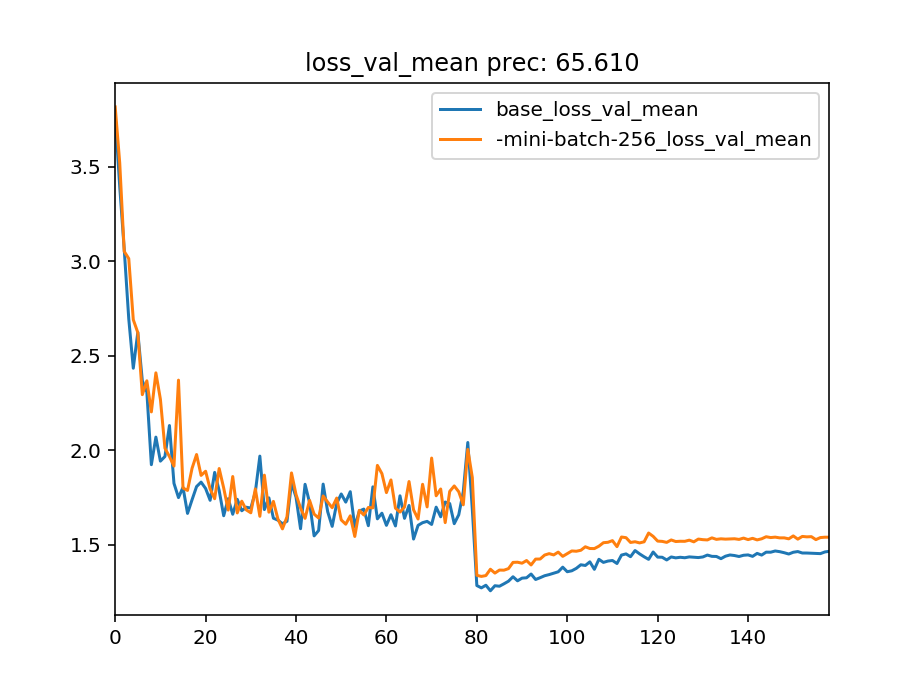 loss_val_mean prec: 65.610
base_loss_val_mean
-mini-batch-256_loss_val_mean
3.5
3.0
2.5
2.0
1.5
0 20 40 60 80 100 120 140